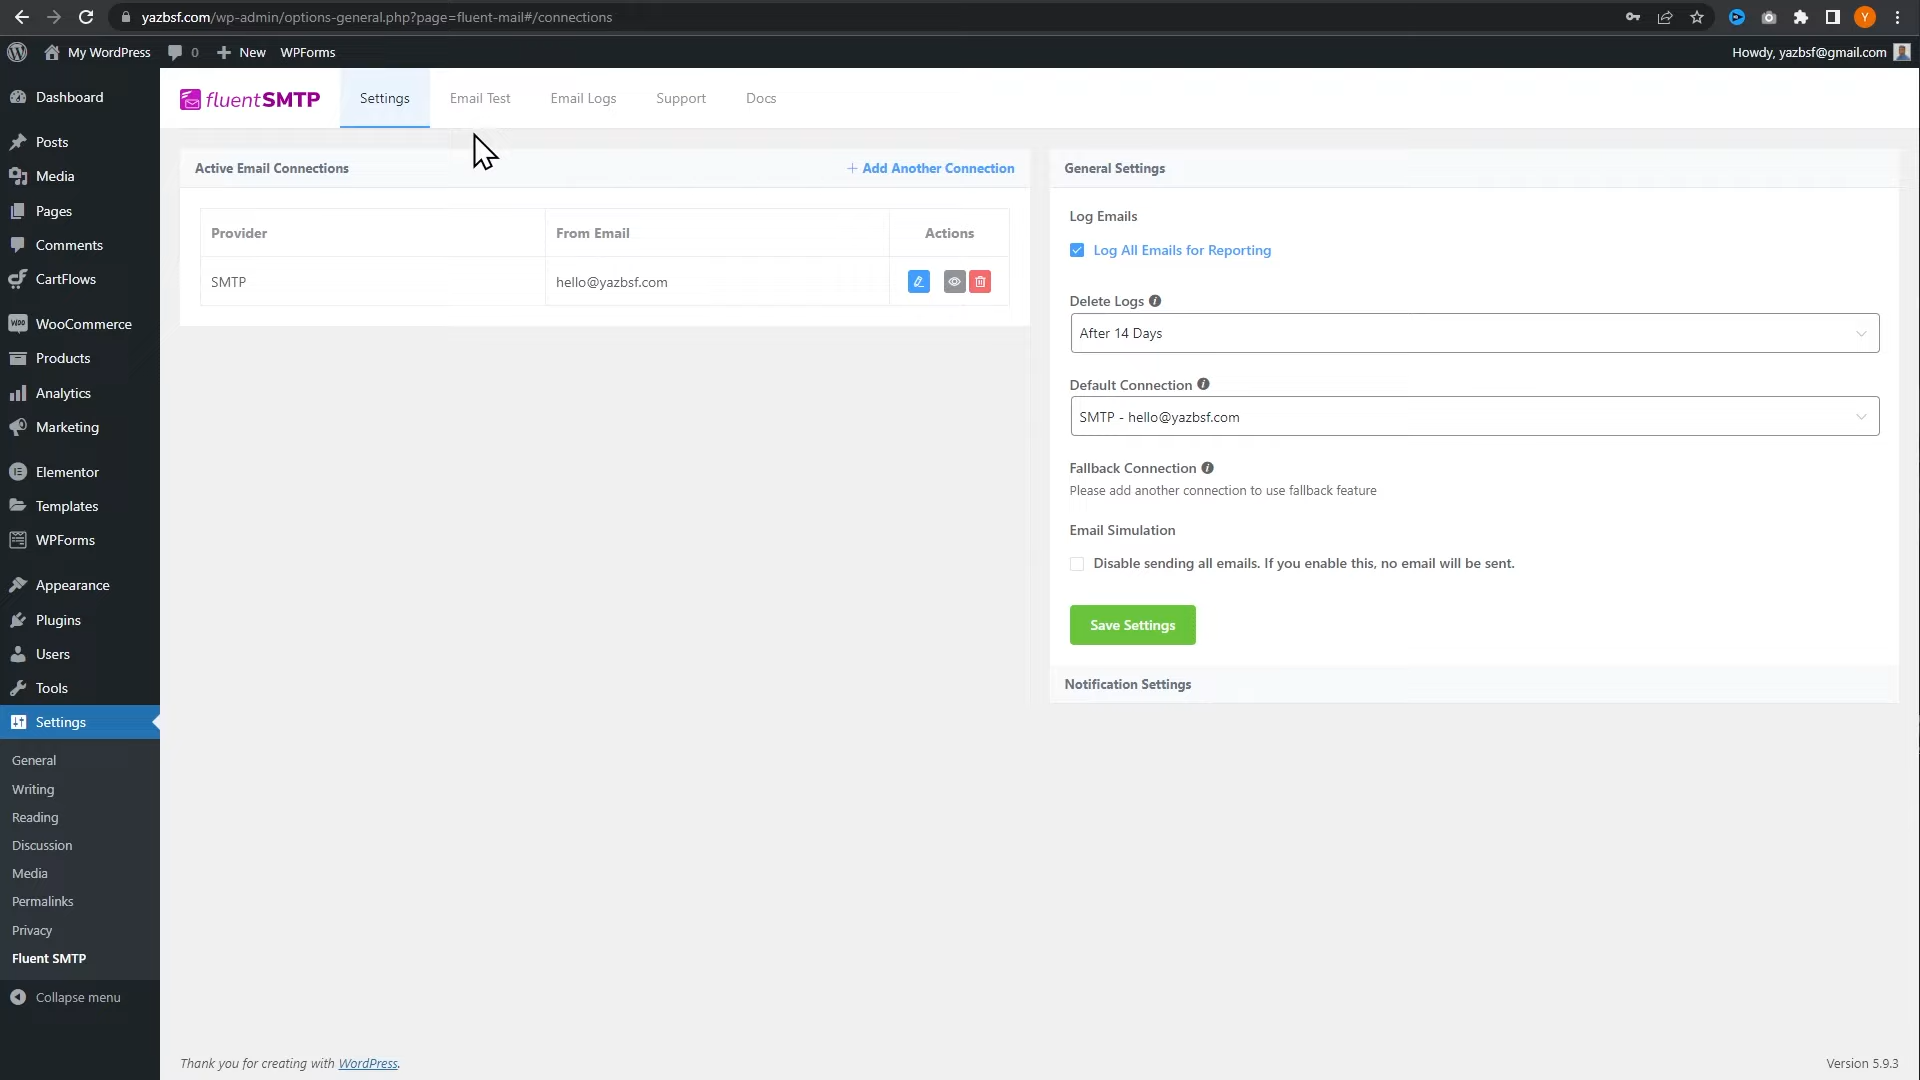 yazbsf.com/wp-admin/options-general.php?page=fluent-mail#/connections
Y
My WordPress
0
New
WPForms
Howdy, yazbsf@gmail.com
Dashboard
Posts
Media
Pages
Comments
CartFlows
WooCommerce
Products
Analytics
Marketing
Elementor
Templates
WPForms
Appearance
Plugins
Users
Tools
Settings
General
Writing
Reading
Discussion
Media
Permalinks
Privacy
Fluent SMTP
Collapse menu
fluentSMTP
Settings
Email Test
Email Logs
Support
Docs
Active Email Connections
+ Add Another Connection
Provider
From Email
Actions
SMTP
hello@yazbsf.com
General Settings
Log Emails
Log All Emails for Reporting
Delete Logs
After 14 Days
Default Connection
SMTP - hello@yazbsf.com
Fallback Connection
Please add another connection to use fallback feature
Email Simulation
Disable sending all emails. If you enable this, no email will be sent.
Save Settings
Notification Settings
Thank you for creating with WordPress.
Version 5.9.3